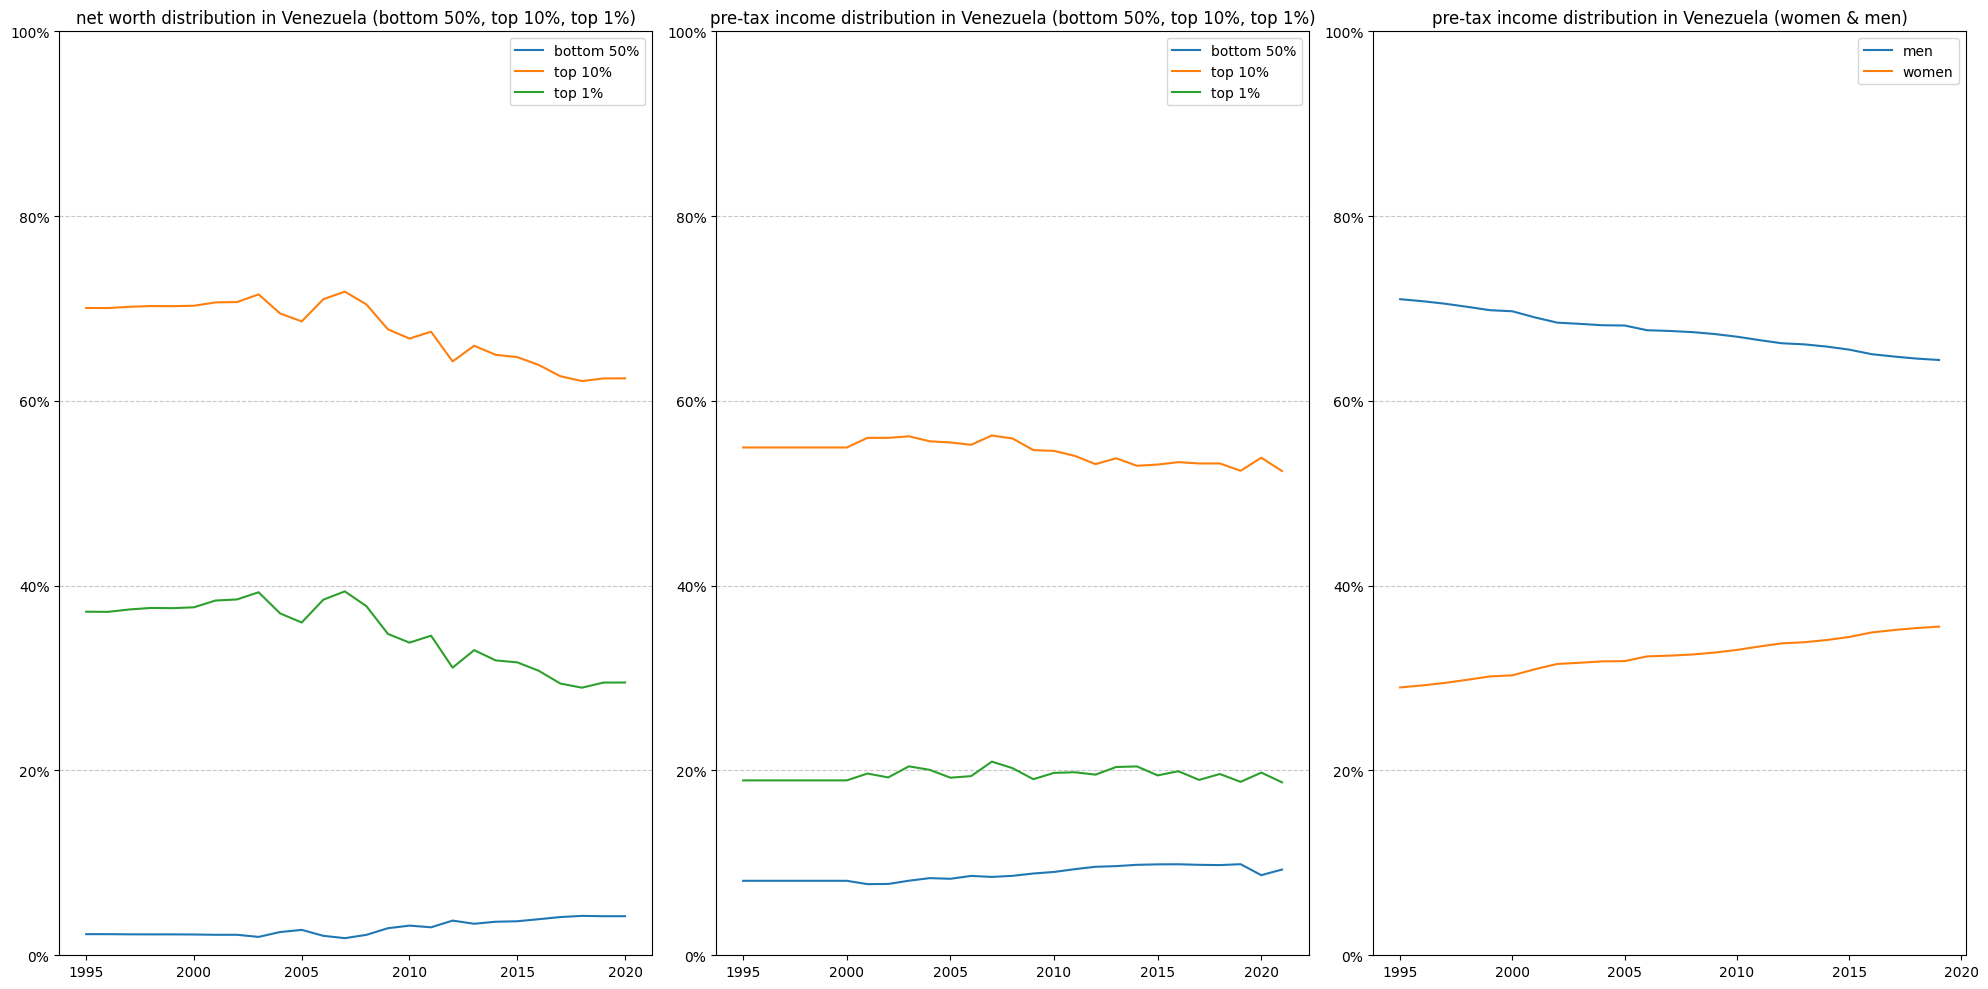 net worth distribution in Venezuela (bottom 50%, top 10%, top 1%)
100%
80%
60%
40%
20%
0%
1995 2000 2005 2010 2015 2020
bottom 50%
top 10%
top 1%
pre-tax income distribution in Venezuela (bottom 50%, top 10%, top 1%)
100%
80%
60%
40%
20%
0%
1995 2000 2005 2010 2015 2020
bottom 50%
top 10%
top 1%
pre-tax income distribution in Venezuela (women & men)
100%
80%
60%
40%
20%
0%
1995 2000 2005 2010 2015 2020
men
women